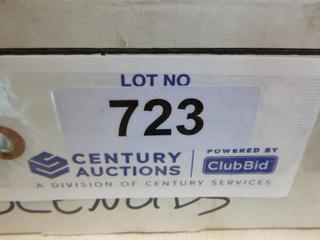 LOT NO
723
CENTURY AUCTIONS
POWERED BY ClubBid
A DIVISION OF CENTURY SERVICES